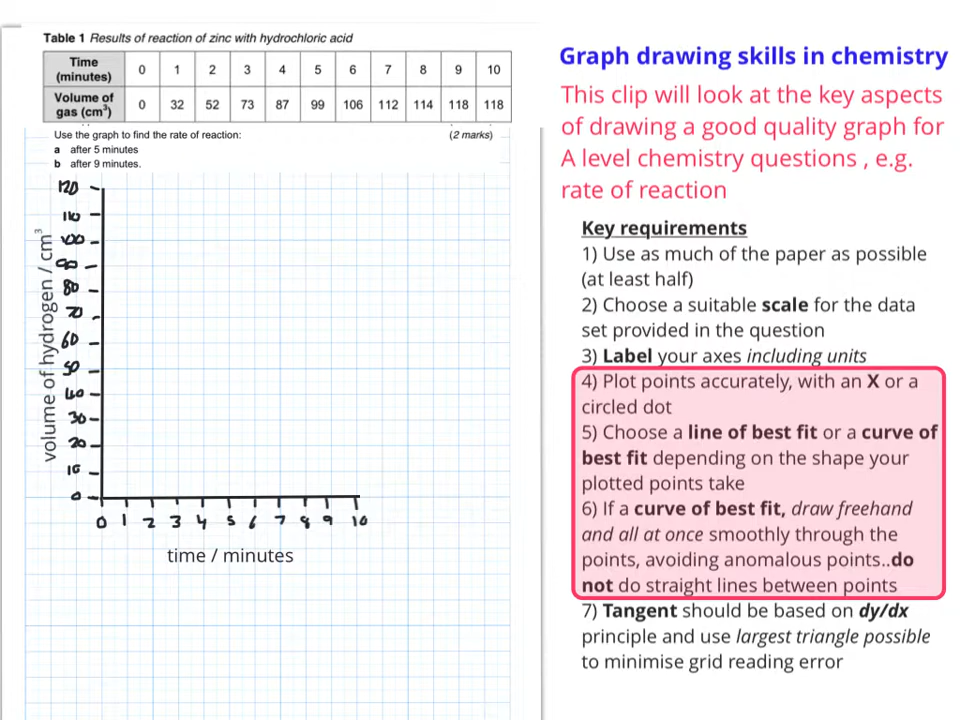 Table 1 Results of reaction of zinc with hydrochloric acid
Time (minutes) 0 1 2 3 4 5 6 7 8 9 10
Volume of gas (cm³) 0 32 52 73 87 99 106 112 114 118 118
Use the graph to find the rate of reaction: (2 marks)
a after 5 minutes
b after 9 minutes.
120
110
100
90
80
70
60
50
40
30
20
10
0
volume of hydrogen / cm³
0 1 2 3 4 5 6 7 8 9 10
time / minutes
Graph drawing skills in chemistry
This clip will look at the key aspects
of drawing a good quality graph for
A level chemistry questions , e.g.
rate of reaction
Key requirements
1) Use as much of the paper as possible
(at least half)
2) Choose a suitable scale for the data
set provided in the question
3) Label your axes including units
4) Plot points accurately, with an X or a
circled dot
5) Choose a line of best fit or a curve of
best fit depending on the shape your
plotted points take
6) If a curve of best fit, draw freehand
and all at once smoothly through the
points, avoiding anomalous points..do
not do straight lines between points
7) Tangent should be based on dy/dx
principle and use largest triangle possible
to minimise grid reading error